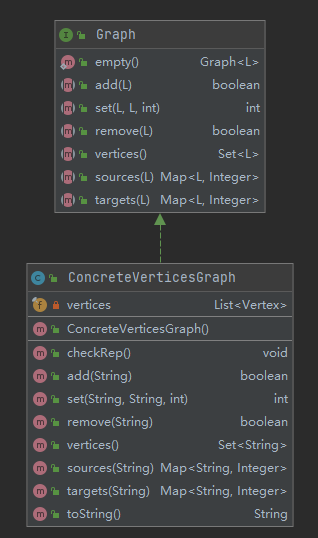 Graph
empty() Graph<L>
add(L) boolean
set(L, L, int) int
remove(L) boolean
vertices() Set<L>
sources(L) Map<L, Integer>
targets(L) Map<L, Integer>
ConcreteVerticesGraph
vertices List<Vertex>
ConcreteVerticesGraph()
checkRep() void
add(String) boolean
set(String, String, int) int
remove(String) boolean
vertices() Set<String>
sources(String) Map<String, Integer>
targets(String) Map<String, Integer>
toString() String